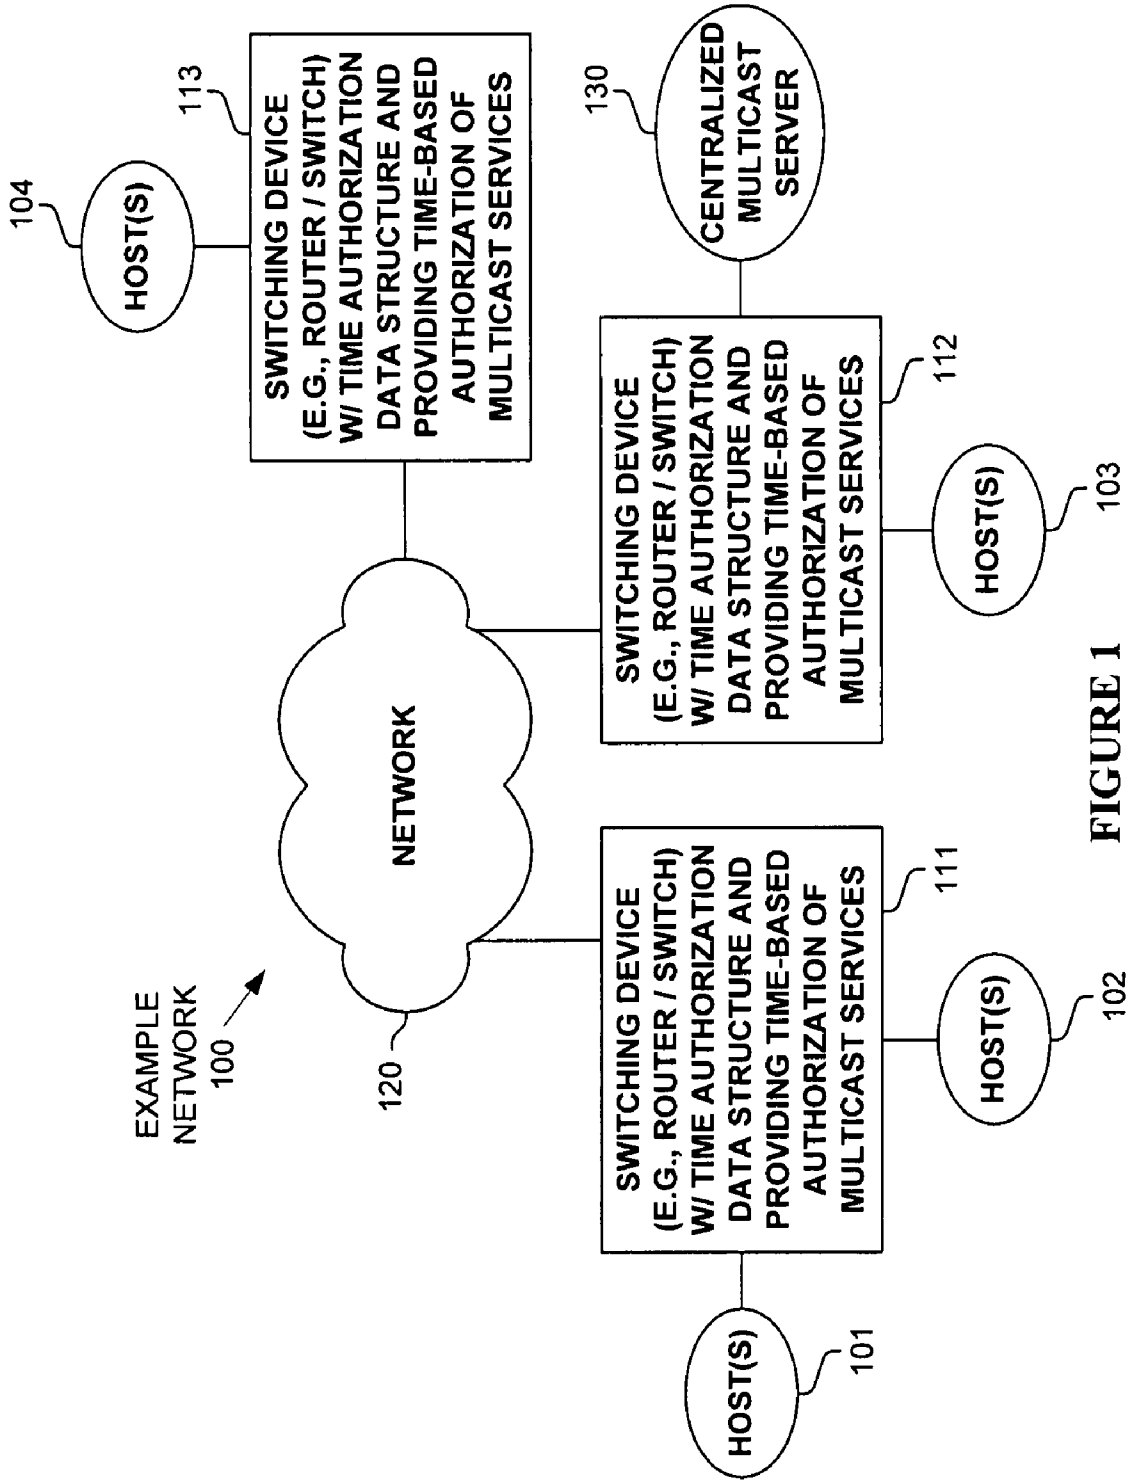 EXAMPLE
NETWORK
100
120
NETWORK
104
HOST(S)
113
SWITCHING DEVICE
(E.G., ROUTER / SWITCH)
W/ TIME AUTHORIZATION
DATA STRUCTURE AND
PROVIDING TIME-BASED
AUTHORIZATION OF
MULTICAST SERVICES
HOST(S)
101
SWITCHING DEVICE
(E.G., ROUTER / SWITCH)
W/ TIME AUTHORIZATION
DATA STRUCTURE AND
PROVIDING TIME-BASED
AUTHORIZATION OF
MULTICAST SERVICES
111
HOST(S)
102
SWITCHING DEVICE
(E.G., ROUTER / SWITCH)
W/ TIME AUTHORIZATION
DATA STRUCTURE AND
PROVIDING TIME-BASED
AUTHORIZATION OF
MULTICAST SERVICES
112
HOST(S)
103
130
CENTRALIZED
MULTICAST
SERVER
FIGURE 1